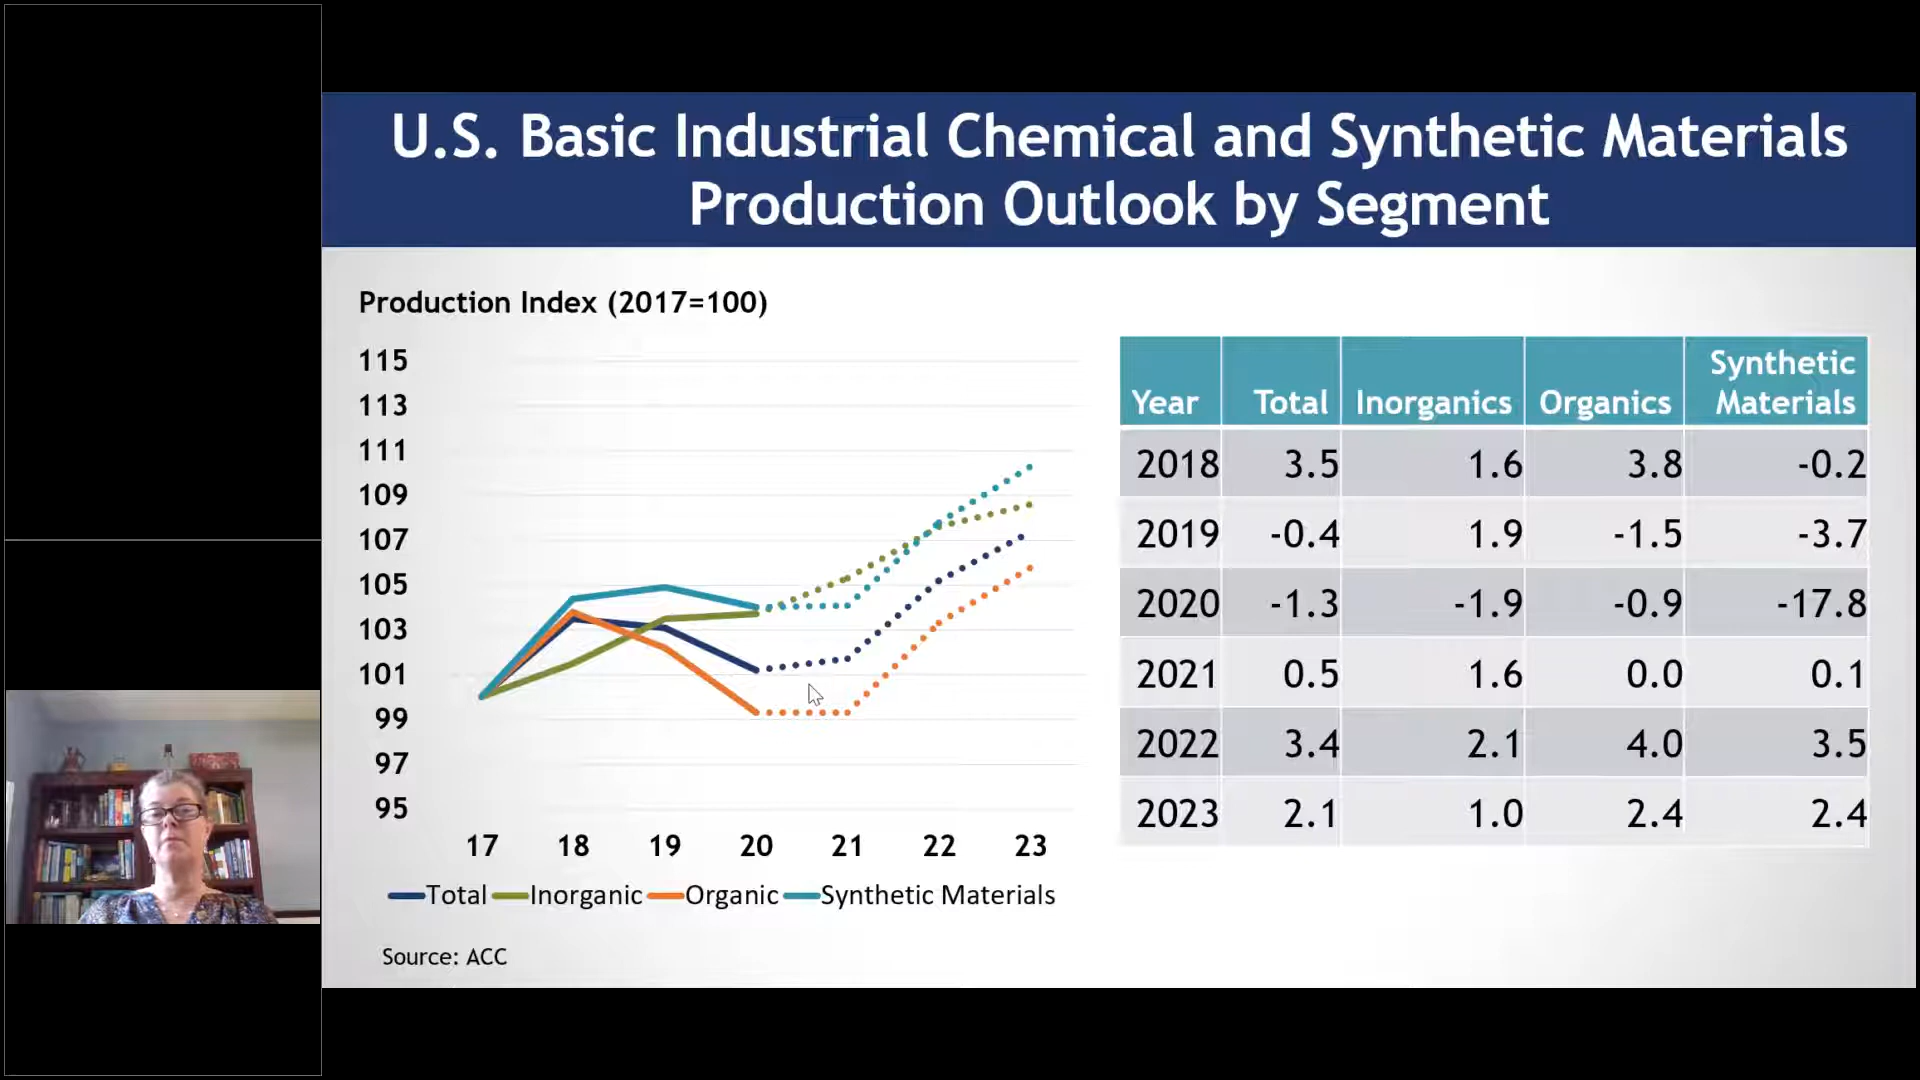 U.S. Basic Industrial Chemical and Synthetic Materials
Production Outlook by Segment
Production Index (2017=100)
115
113
111
109
107
105
103
101
99
97
95
17 18 19 20 21 22 23
Total Inorganic Organic Synthetic Materials
Source: ACC
Year Total Inorganics Organics Synthetic Materials
2018 3.5 1.6 3.8 -0.2
2019 -0.4 1.9 -1.5 -3.7
2020 -1.3 -1.9 -0.9 -17.8
2021 0.5 1.6 0.0 0.1
2022 3.4 2.1 4.0 3.5
2023 2.1 1.0 2.4 2.4